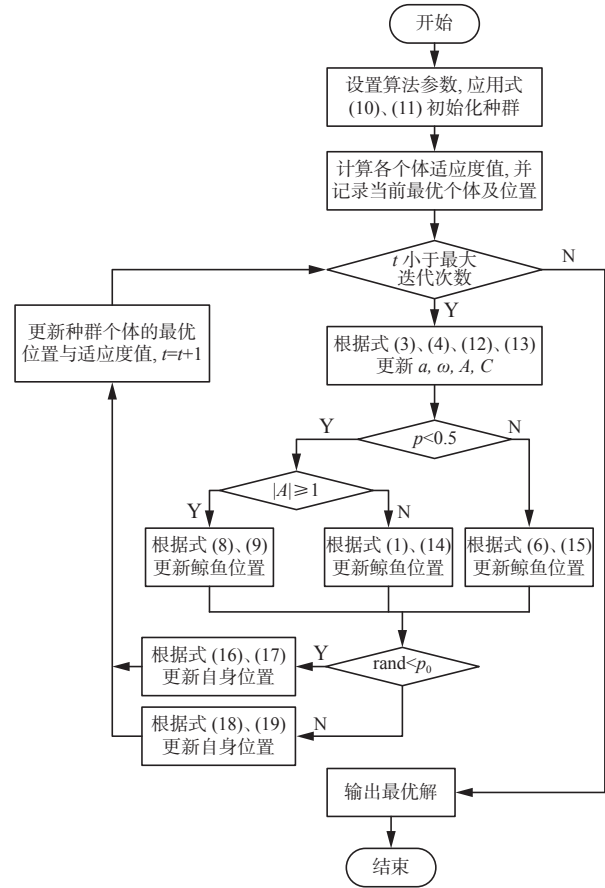 开始
设置算法参数, 应用式
(10)、(11) 初始化种群
计算各个体适应度值, 并
记录当前最优个体及位置
t 小于最大
迭代次数
N
Y
更新种群个体的最优
位置与适应度值, t=t+1
根据式 (3)、(4)、(12)、(13)
更新 a, ω, A, C
Y
p<0.5
N
|A|⩾1
Y
N
根据式 (8)、(9)
更新鲸鱼位置
根据式 (1)、(14)
更新鲸鱼位置
根据式 (6)、(15)
更新鲸鱼位置
根据式 (16)、(17)
更新自身位置
Y
rand<p₀
N
根据式 (18)、(19)
更新自身位置
输出最优解
结束